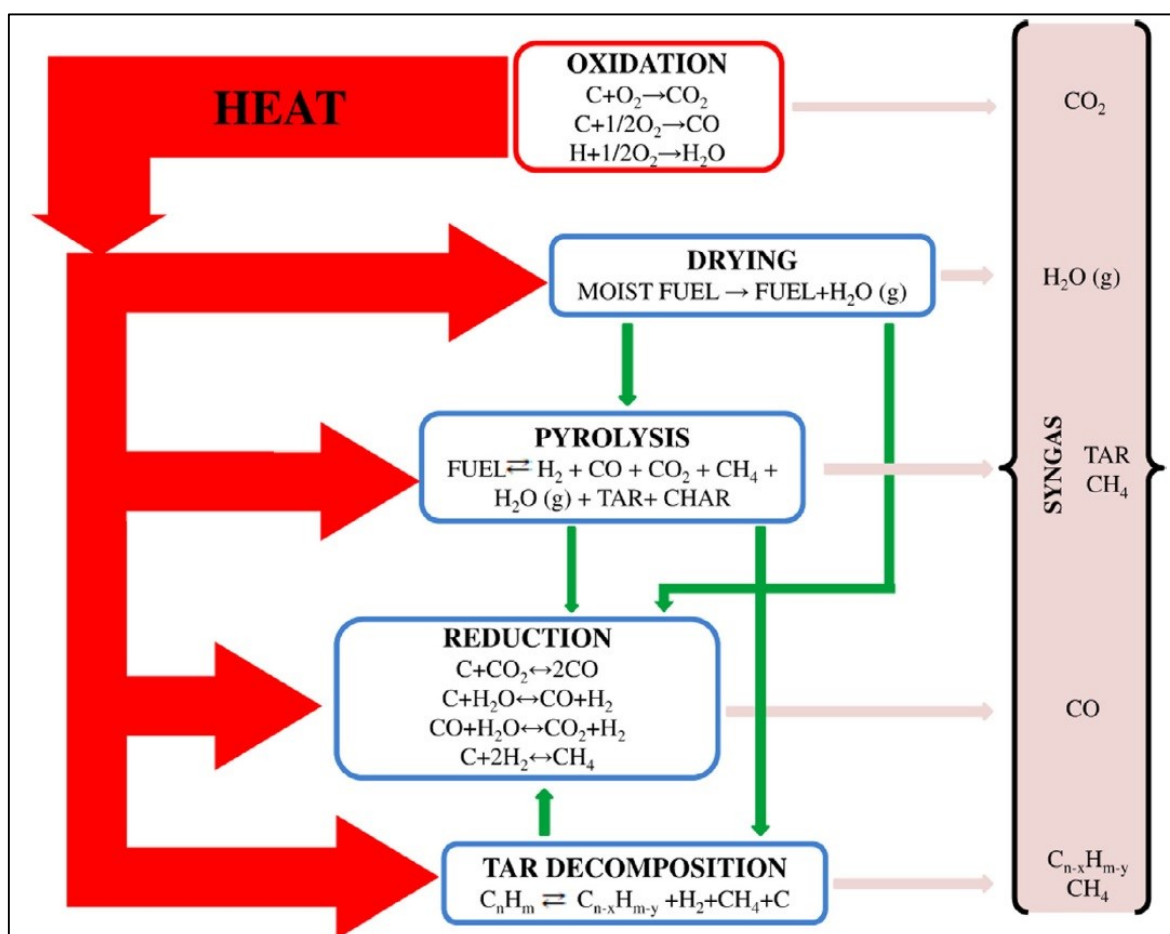 HEAT
OXIDATION
C+O₂→CO₂
C+1/2O₂→CO
H+1/2O₂→H₂O
CO₂
DRYING
MOIST FUEL → FUEL+H₂O (g)
H₂O (g)
PYROLYSIS
FUEL⇄ H₂ + CO + CO₂ + CH₄ +
H₂O (g) + TAR+ CHAR
SYNGAS
TAR
CH₄
REDUCTION
C+CO₂↔2CO
C+H₂O↔CO+H₂
CO+H₂O↔CO₂+H₂
C+2H₂↔CH₄
CO
TAR DECOMPOSITION
CₙHₘ ⇄ Cₙ₋ₓHₘ₋y +H₂+CH₄+C
Cₙ₋ₓHₘ₋y
CH₄